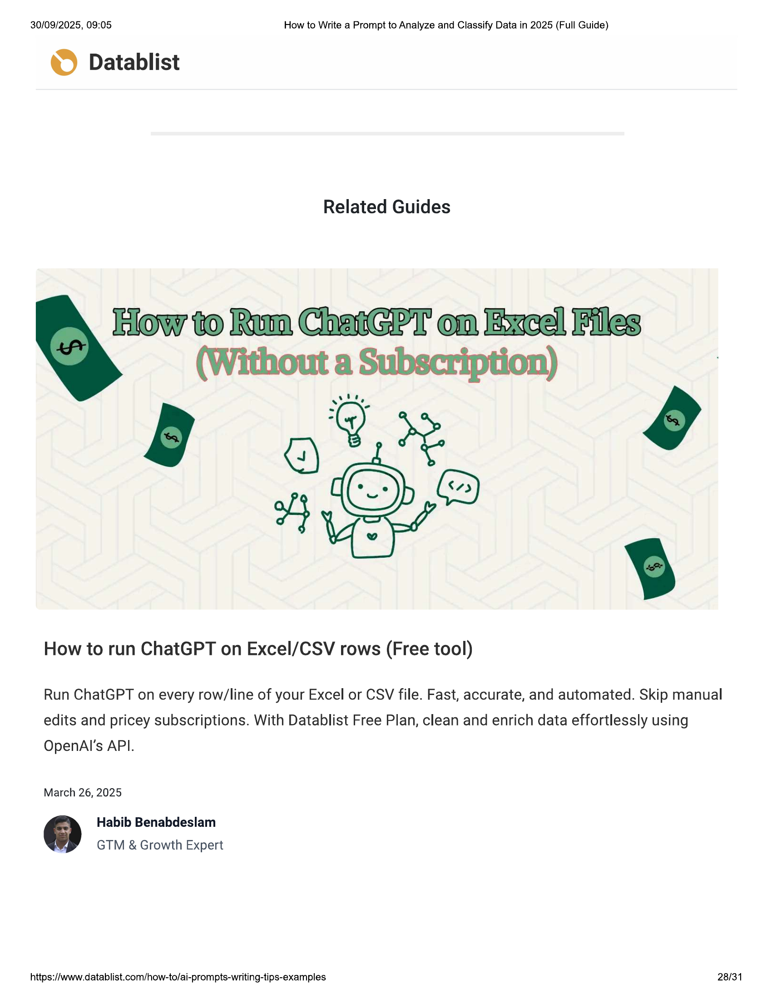 30/09/2025, 09:05
How to Write a Prompt to Analyze and Classify Data in 2025 (Full Guide)
Datablist
Related Guides
How to Run ChatGPT on Excel Files
(Without a Subscription)
$
$
$
$
</>
How to run ChatGPT on Excel/CSV rows (Free tool)
Run ChatGPT on every row/line of your Excel or CSV file. Fast, accurate, and automated. Skip manual
edits and pricey subscriptions. With Datablist Free Plan, clean and enrich data effortlessly using
OpenAI’s API.
March 26, 2025
Habib Benabdeslam
GTM & Growth Expert
https://www.datablist.com/how-to/ai-prompts-writing-tips-examples
28/31